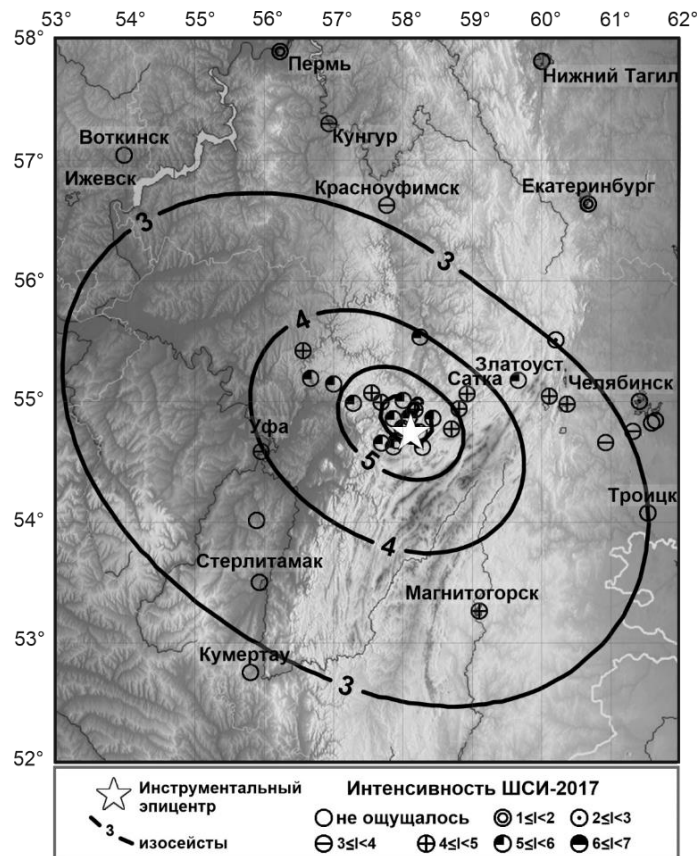 53° 54° 55° 56° 57° 58° 59° 60° 61° 62°
58°
Пермь
Нижний Тагил
Кунгур
57°
Воткинск
Ижевск
Красноуфимск
Екатеринбург
3
3
56°
4
Златоуст
55°
Сатка
Челябинск
Уфа
5
54°
4
Троицк
Стерлитамак
Магнитогорск
53°
Кумертау
3
52°
Инструментальный
эпицентр
3 изосейсты
Интенсивность ШСИ-2017
не ощущалось 1≤I<2 2≤I<3
3≤I<4 4≤I<5 5≤I<6 6≤I<7